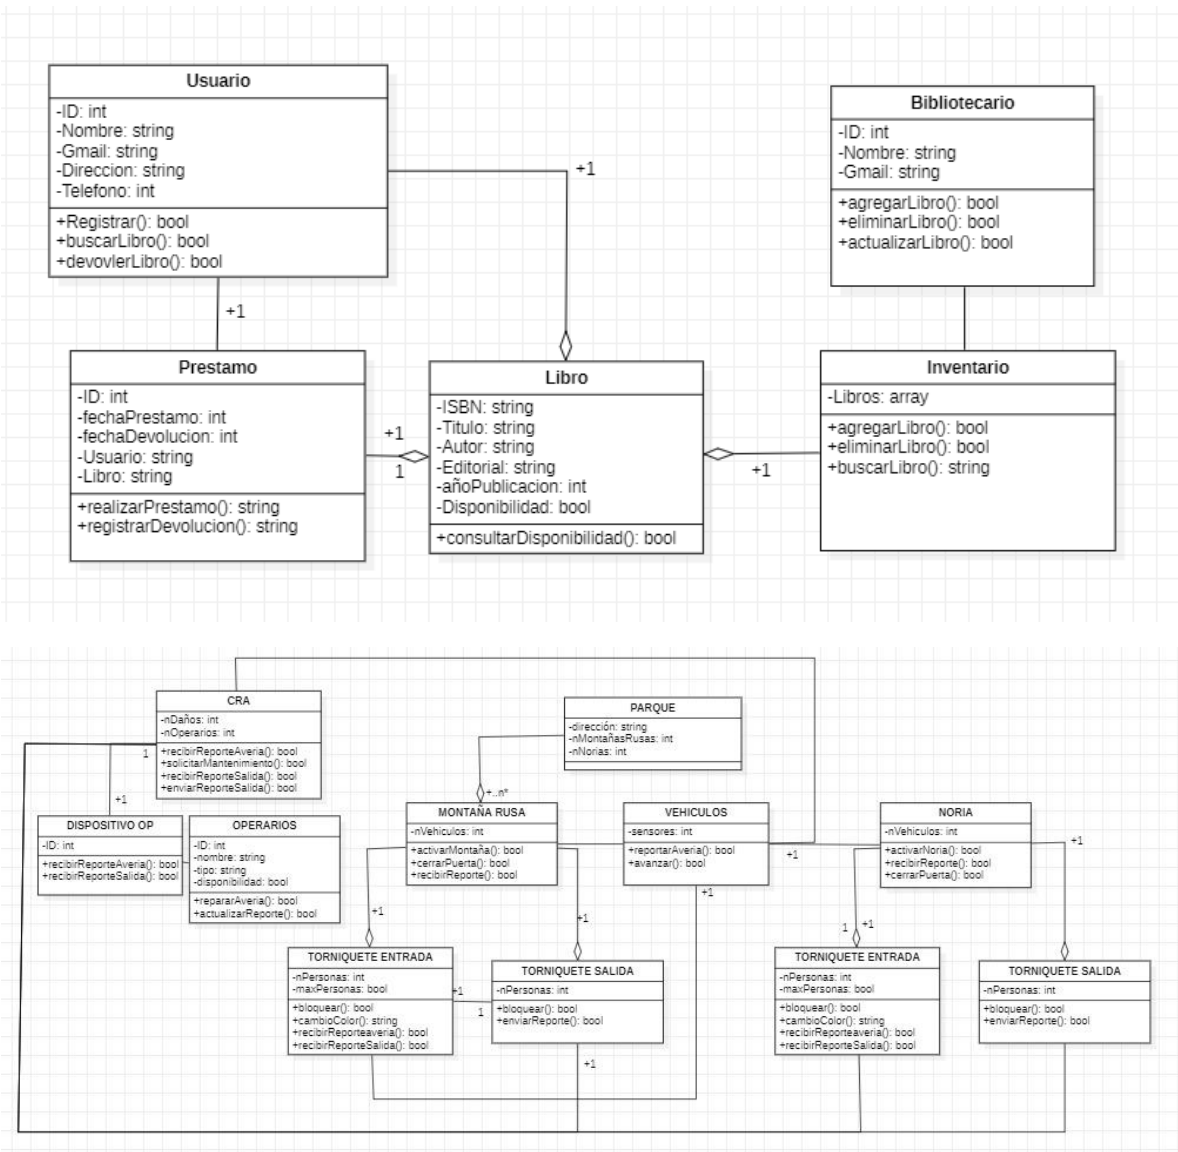 Usuario
-ID: int
-Nombre: string
-Gmail: string
-Direccion: string
-Telefono: int
+Registrar(): bool
+buscarLibro(): bool
+devovlerLibro(): bool
+1
+1
Bibliotecario
-ID: int
-Nombre: string
-Gmail: string
+agregarLibro(): bool
+eliminarLibro(): bool
+actualizarLibro(): bool
Prestamo
-ID: int
-fechaPrestamo: int
-fechaDevolucion: int
-Usuario: string
-Libro: string
+realizarPrestamo(): string
+registrarDevolucion(): string
+1
1
Libro
-ISBN: string
-Titulo: string
-Autor: string
-Editorial: string
-añoPublicacion: int
-Disponibilidad: bool
+consultarDisponibilidad(): bool
+1
Inventario
-Libros: array
+agregarLibro(): bool
+eliminarLibro(): bool
+buscarLibro(): string
CRA
-nDaños: int
-nOperarios: int
+recibirReporteAveria(): bool
+solicitarMantenimiento(): bool
+recibirReporteSalida(): bool
+enviarReporteSalida(): bool
1
+1
PARQUE
-dirección: string
-nMontañasRusas: int
-nNorias: int
+..n*
DISPOSITIVO OP
-ID: int
+recibirReporteAveria(): bool
+recibirReporteSalida(): bool
OPERARIOS
-ID: int
-nombre: string
-tipo: string
-disponibilidad: bool
+repararAveria(): bool
+actualizarReporte(): bool
MONTAÑA RUSA
-nVehiculos: int
+activarMontaña(): bool
+cerrarPuerta(): bool
+recibirReporte(): bool
VEHICULOS
-sensores: int
+reportarAveria(): bool
+avanzar(): bool
+1
+1
NORIA
-nVehiculos: int
+activarNoria(): bool
+recibirReporte(): bool
+cerrarPuerta(): bool
+1
+1
+1
1
+1
TORNIQUETE ENTRADA
-nPersonas: int
-maxPersonas: bool
+bloquear(): bool
+cambioColor(): string
+recibirReporteaveria(): bool
+recibirReporteSalida(): bool
+1
1
TORNIQUETE SALIDA
-nPersonas: int
+bloquear(): bool
+enviarReporte(): bool
+1
TORNIQUETE ENTRADA
-nPersonas: int
-maxPersonas: bool
+bloquear(): bool
+cambioColor(): string
+recibirReporteaveria(): bool
+recibirReporteSalida(): bool
TORNIQUETE SALIDA
-nPersonas: int
+bloquear(): bool
+enviarReporte(): bool